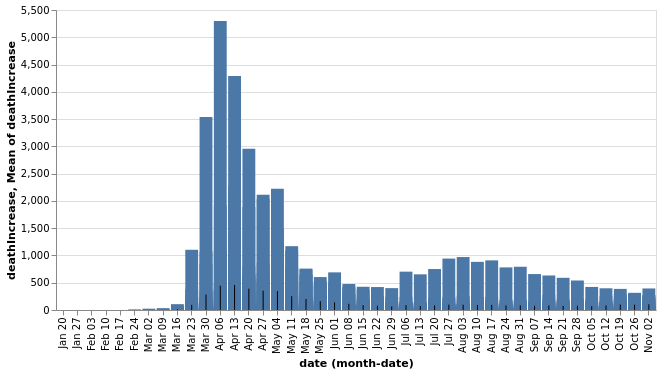 5,500
5,000
4,500
4,000
3,500
3,000
2,500
2,000
1,500
1,000
500
0
deathIncrease, Mean of deathIncrease
Jan 20
Jan 27
Feb 03
Feb 10
Feb 17
Feb 24
Mar 02
Mar 09
Mar 16
Mar 23
Mar 30
Apr 06
Apr 13
Apr 20
Apr 27
May 04
May 11
May 18
May 25
Jun 01
Jun 08
Jun 15
Jun 22
Jun 29
Jul 06
Jul 13
Jul 20
Jul 27
Aug 03
Aug 10
Aug 17
Aug 24
Aug 31
Sep 07
Sep 14
Sep 21
Sep 28
Oct 05
Oct 12
Oct 19
Oct 26
Nov 02
date (month-date)